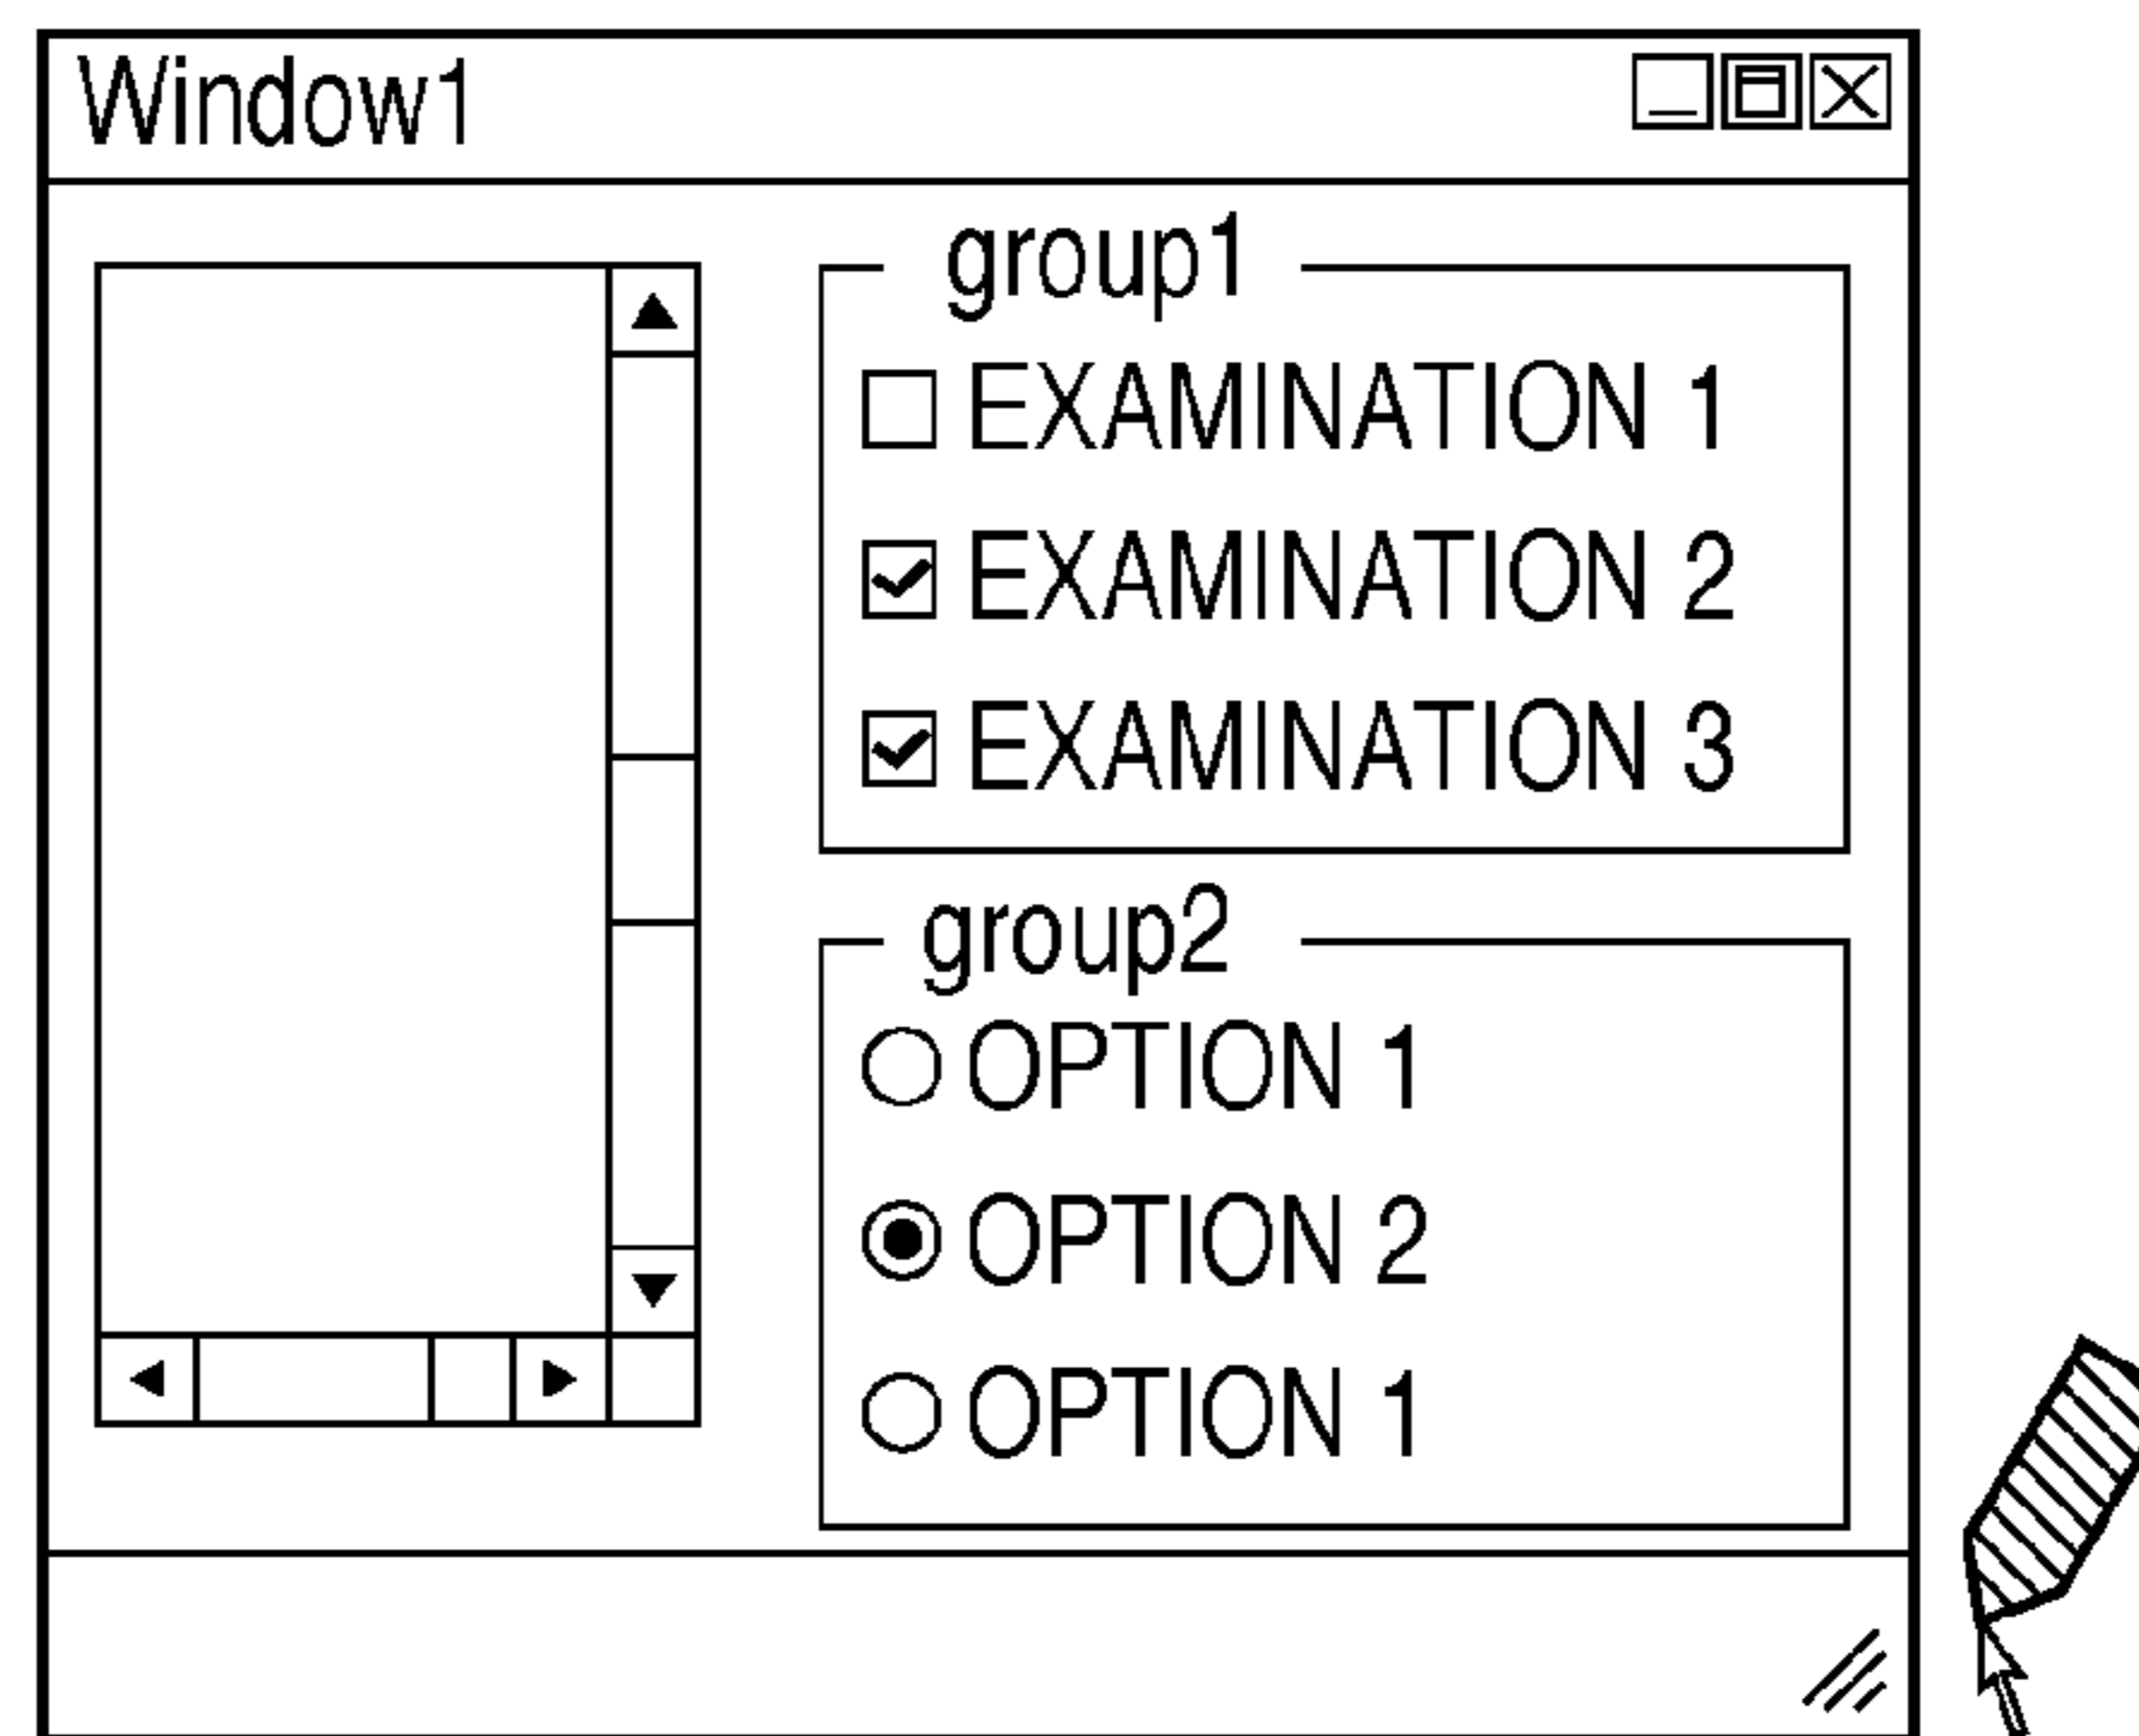 Window1
group1
EXAMINATION 1
EXAMINATION 2
EXAMINATION 3
group2
OPTION 1
OPTION 2
OPTION 1